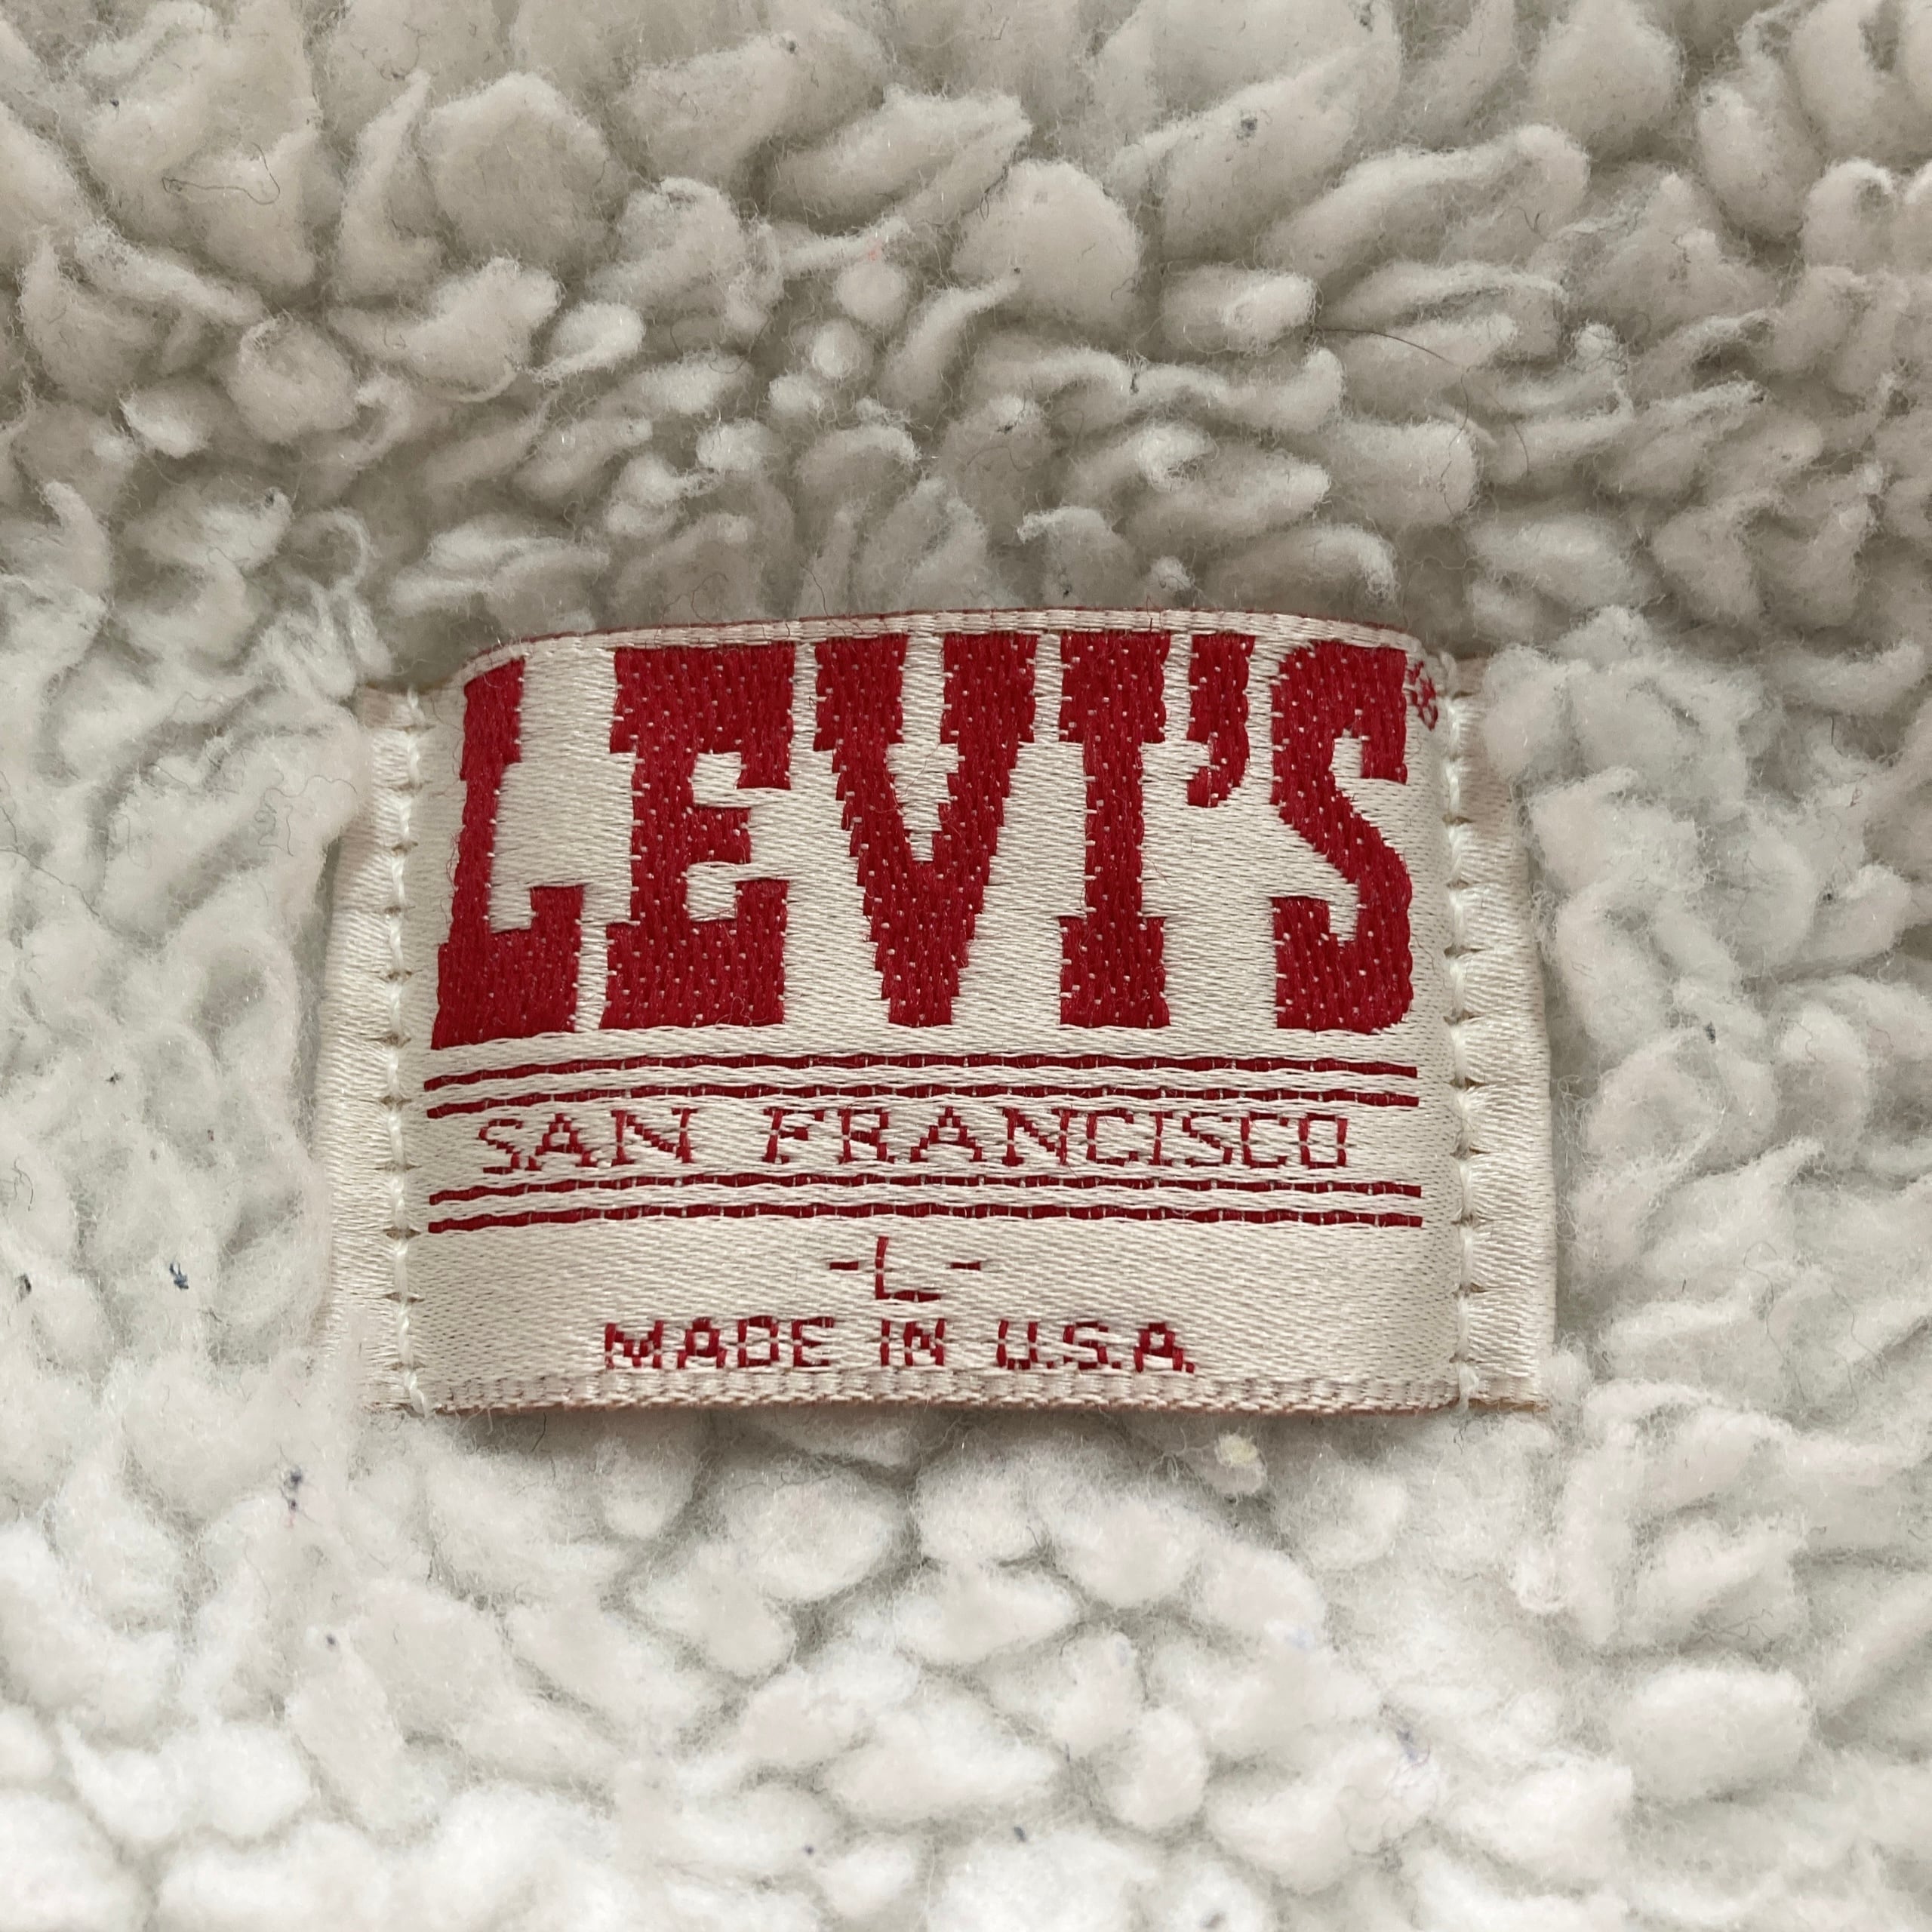 LEVI'S®
SAN FRANCISCO
-L-
MADE IN U.S.A.